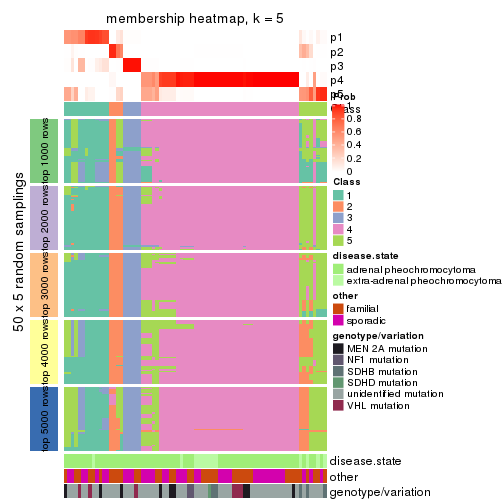 membership heatmap, k = 5
p1
p2
p3
p4
p5
Prob
Class
1
0.8
0.6
0.4
0.2
0
Class
1
2
3
4
5
disease.state
adrenal pheochromocytoma
extra-adrenal pheochromocytoma
other
familial
sporadic
genotype/variation
MEN 2A mutation
NF1 mutation
SDHB mutation
SDHD mutation
unidentified mutation
VHL mutation
50 x 5 random samplings
top 1000 rows
top 2000 rows
top 3000 rows
top 4000 rows
top 5000 rows
disease.state
other
genotype/variation